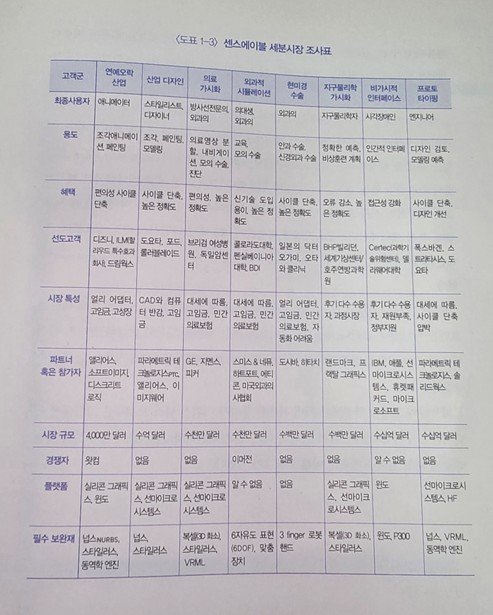 〈도표 1-3〉 센스에이블 세분시장 조사표
고객군 연예오락 산업 산업 디자인 의료 가시화 외과적 시뮬레이션 현미경 수술 지구물리학 가시화 비가시적 인터페이스 프로토 타이핑
최종사용자 애니메이터 스타일리스트, 디자이너 방사선전문의, 외과의 외대생, 외과의 외과의 지구물리학자 시각장애인 엔지니어
용도 조각애니메이션, 페인팅 조각, 페인팅, 모델링 의료영상 분할, 내비게이션, 모의 수술, 진단 교육, 모의 수술 안과 수술, 신경외과 수술 정확한 예측, 비상훈련 계획 인간적 인터페이스 디자인 검토, 모델링 예측
혜택 편의성 사이클 단축 사이클 단축, 높은 정확도 편의성, 높은 정확도 신기술 도입 용이, 높은 정확도 높은 정확도 오류 감소, 높은 정확도 접근성 강화 사이클 단축, 디자인 개선
선도고객 디즈니, ILM(할리우드 특수효과 회사), 드림웍스 도요타, 포드, 롤러블레이드 브리검 여성병원, 독일암센터 콜로라도대학, 펜실베이니아 대학, BDI 일본의 닥터 오가미, 오타와 클리닉 BHP빌리턴, 세계기상센터/호주연방과학원 Certec(과학기술위험센터), 델라웨어대학 폭스바겐, 스트라타시스, 도요타
시장 특성 얼리 어댑터, 고임금, 고성장 CAD와 컴퓨터 반감, 고임금 대세에 따름, 고임금, 민간의료보험 대세에 따름, 고임금, 민간의료보험 얼리 어댑터, 고임금, 민간의료보험, 자동화 어려움 후기 다수 수용자, 과점시장 후기 다수 수용자, 재원부족, 정부지원 대세에 따름, 사이클 단축 압박
파트너 혹은 참가자 앨리어스, 소프트이미지, 디스크리트 로직 파라메트릭 테크놀로지스PTC, 앨리어스, 이미지웨어 GE, 지멘스, 피커 스미스 & 네퓨, 하트포트, 에티콘, 미국외과의사협회 도시바, 히타치 랜드마크, 프랙탈 그래픽스 IBM, 애플, 선마이크로시스템스, 휴렛패커드, 마이크로소프트 파라메트릭 테크놀로지스, 솔리드웍스
시장 규모 4,000만 달러 수억 달러 수천만 달러 수천만 달러 수백만 달러 수백만 달러 수십억 달러 수십억 달러
경쟁자 왓컴 없음 없음 이머전 없음 없음 알 수 없음 없음
플랫폼 실리콘 그래픽스, 윈도 실리콘 그래픽스, 선마이크로시스템스 실리콘 그래픽스, 선마이크로시스템스 알 수 없음 없음 실리콘 그래픽스, 선마이크로시스템스 윈도 선마이크로시스템스, HF
필수 보완재 넙스NURBS, 스타일러스, 동역학 엔진 넙스, 스타일러스 복셀(3D 화소), 스타일러스, VRML 6자유도 표현(6DOF), 맞춤 장치 3 finger 로봇 핸드 복셀(3D 화소), 스타일러스 윈도, P300 넙스, VRML, 동역학 엔진